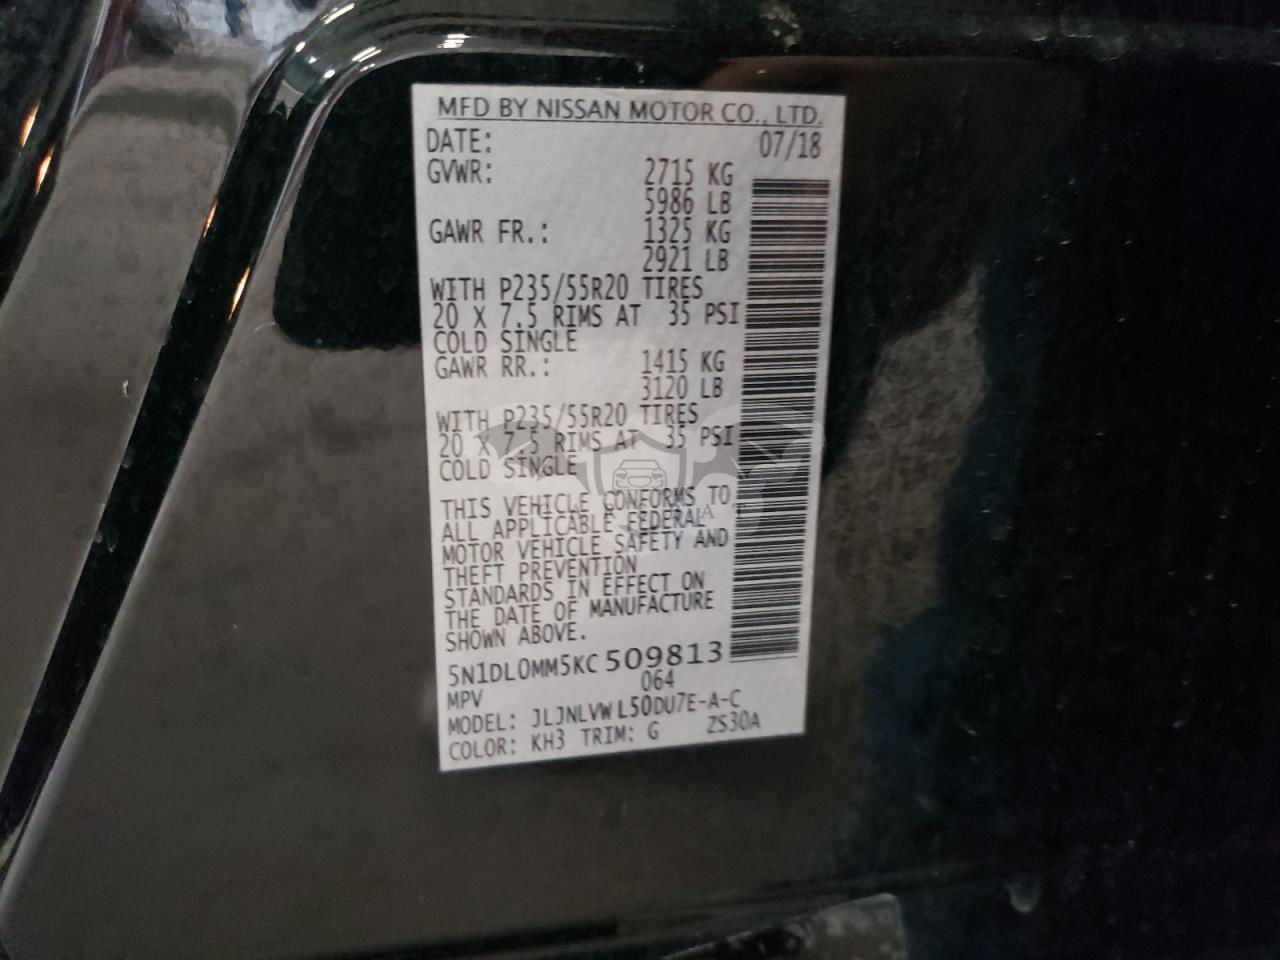 MFD BY NISSAN MOTOR CO., LTD.
DATE: 07/18
GVWR: 2715 KG
5986 LB
GAWR FR.: 1325 KG
2921 LB
WITH P235/55R20 TIRES
20 X 7.5 RIMS AT 35 PSI
COLD SINGLE
GAWR RR.: 1415 KG
3120 LB
WITH P235/55R20 TIRES
20 X 7.5 RIMS AT 35 PSI
COLD SINGLE
THIS VEHICLE CONFORMS TO
ALL APPLICABLE FEDERAL
MOTOR VEHICLE SAFETY AND
THEFT PREVENTION
STANDARDS IN EFFECT ON
THE DATE OF MANUFACTURE
SHOWN ABOVE.
5N1DL0MM5KC509813
MPV 064
MODEL: JLJNLVWL50DU7E-A-C
COLOR: KH3 TRIM: G ZS30A